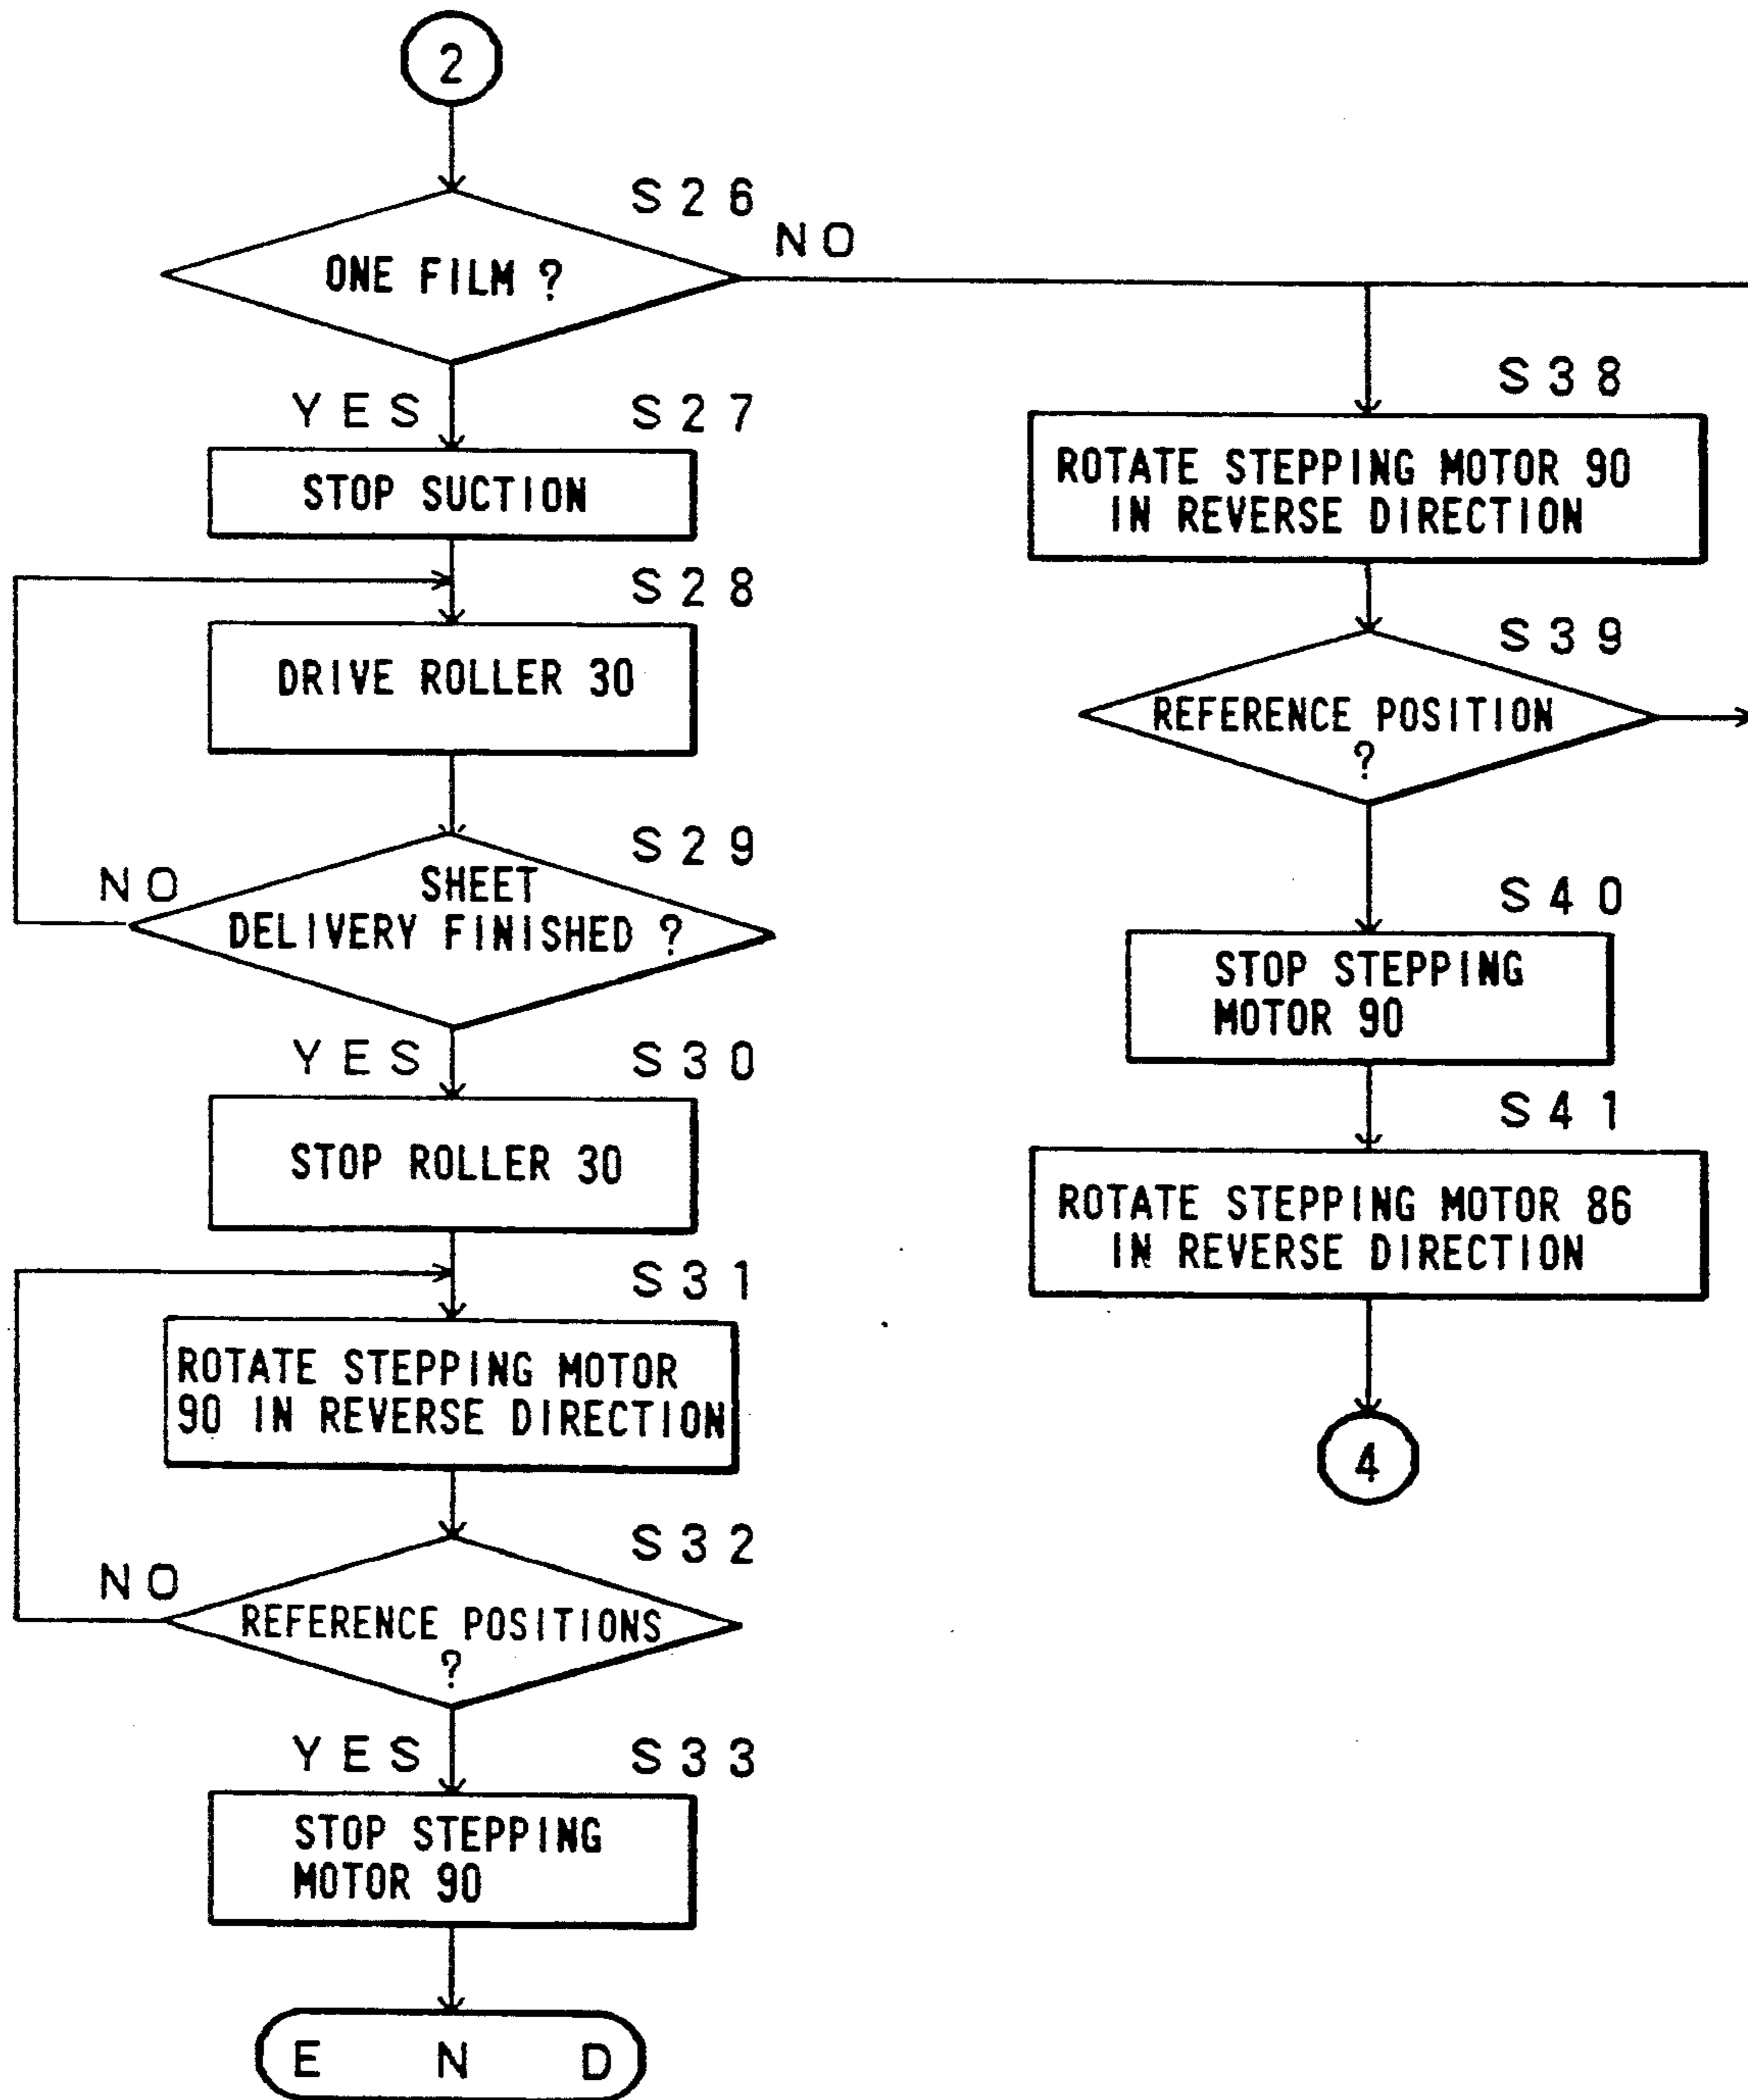 2
S26
NO
ONE FILM ?
YES
S27
STOP SUCTION
S28
DRIVE ROLLER 30
S29
NO
SHEET
DELIVERY FINISHED ?
YES
S30
STOP ROLLER 30
S31
ROTATE STEPPING MOTOR
90 IN REVERSE DIRECTION
S32
NO
REFERENCE POSITIONS
?
YES
S33
STOP STEPPING
MOTOR 90
END
S38
ROTATE STEPPING MOTOR 90
IN REVERSE DIRECTION
S39
REFERENCE POSITION
?
S40
STOP STEPPING
MOTOR 90
S41
ROTATE STEPPING MOTOR 86
IN REVERSE DIRECTION
4